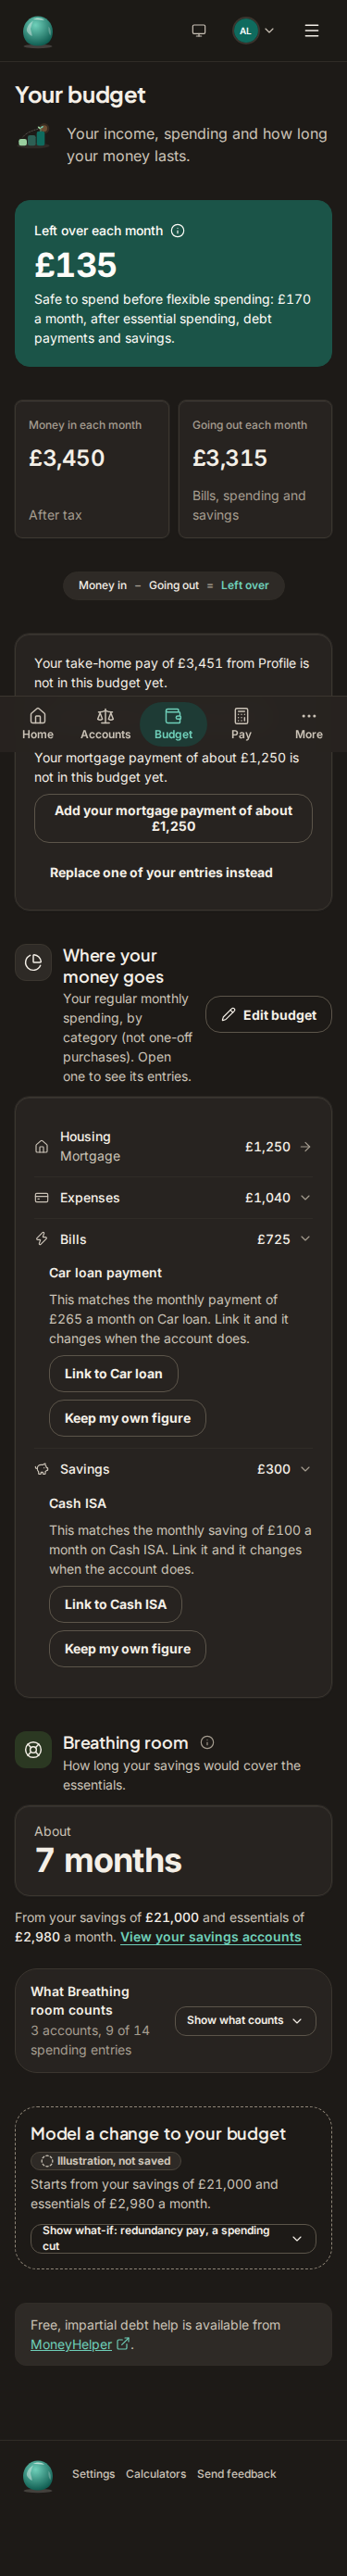 AL
Your budget
Your income, spending and how long
your money lasts.
Left over each month
£135
Safe to spend before flexible spending: £170
a month, after essential spending, debt
payments and savings.
Money in each month
£3,450
After tax
Going out each month
£3,315
Bills, spending and
savings
Money in − Going out = Left over
Your take-home pay of £3,451 from Profile is
not in this budget yet.
Home
Accounts
Budget
Pay
More
Your mortgage payment of about £1,250 is
not in this budget yet.
Add your mortgage payment of about
£1,250
Replace one of your entries instead
Where your
money goes
Your regular monthly
spending, by
category (not one-off
purchases). Open
one to see its entries.
Edit budget
Housing
Mortgage
£1,250
Expenses £1,040
Bills £725
Car loan payment
This matches the monthly payment of
£265 a month on Car loan. Link it and it
changes when the account does.
Link to Car loan
Keep my own figure
Savings £300
Cash ISA
This matches the monthly saving of £100 a
month on Cash ISA. Link it and it changes
when the account does.
Link to Cash ISA
Keep my own figure
Breathing room
How long your savings would cover the
essentials.
About
7 months
From your savings of £21,000 and essentials of
£2,980 a month. View your savings accounts
What Breathing
room counts
3 accounts, 9 of 14
spending entries
Show what counts
Model a change to your budget
Illustration, not saved
Starts from your savings of £21,000 and
essentials of £2,980 a month.
Show what-if: redundancy pay, a spending
cut
Free, impartial debt help is available from
MoneyHelper.
Settings Calculators Send feedback